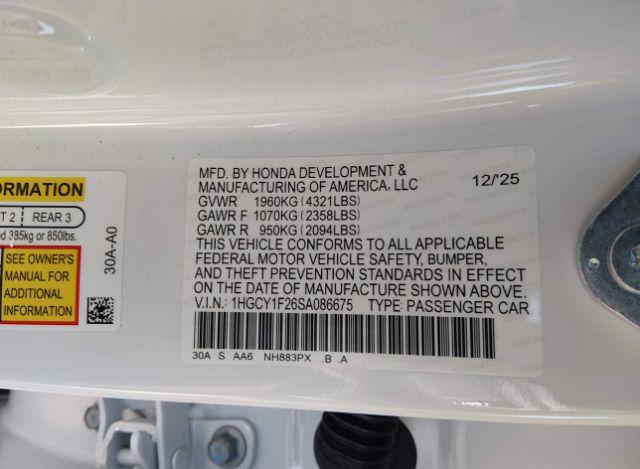 ORMATION
T 2 REAR 3
d 385kg or 850lbs.
SEE OWNER'S
MANUAL FOR
ADDITIONAL
INFORMATION
30A-A0
MFD. BY HONDA DEVELOPMENT &
MANUFACTURING OF AMERICA, LLC 12/'25
GVWR 1960KG(4321LBS)
GAWR F 1070KG(2358LBS)
GAWR R 950KG(2094LBS)
THIS VEHICLE CONFORMS TO ALL APPLICABLE
FEDERAL MOTOR VEHICLE SAFETY, BUMPER,
AND THEFT PREVENTION STANDARDS IN EFFECT
ON THE DATE OF MANUFACTURE SHOWN ABOVE.
V.I.N.: 1HGCY1F26SA086675 TYPE: PASSENGER CAR
30A S AA6 NH883PX .B .A